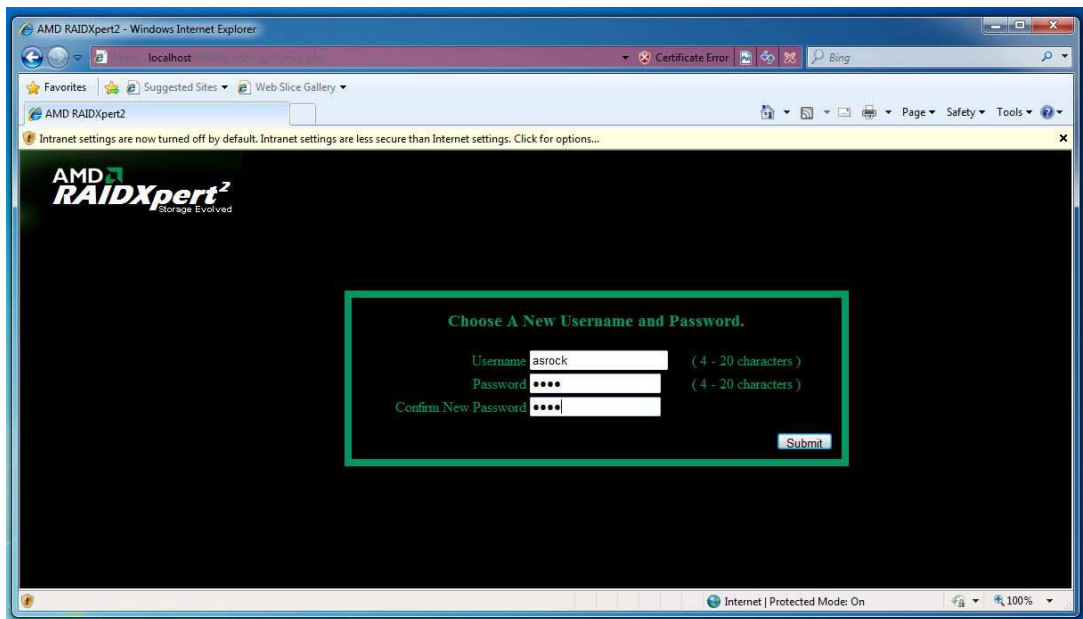 AMD RAIDXpert2 - Windows Internet Explorer
localhost
Certificate Error
Bing
Favorites Suggested Sites Web Slice Gallery
AMD RAIDXpert2
Page Safety Tools
Intranet settings are now turned off by default. Intranet settings are less secure than Internet settings. Click for options...
AMD
RAIDXpert2
Storage Evolved
Choose A New Username and Password.
Username asrock ( 4 - 20 characters )
Password •••• ( 4 - 20 characters )
Confirm New Password ••••
Submit
Internet | Protected Mode: On
100%